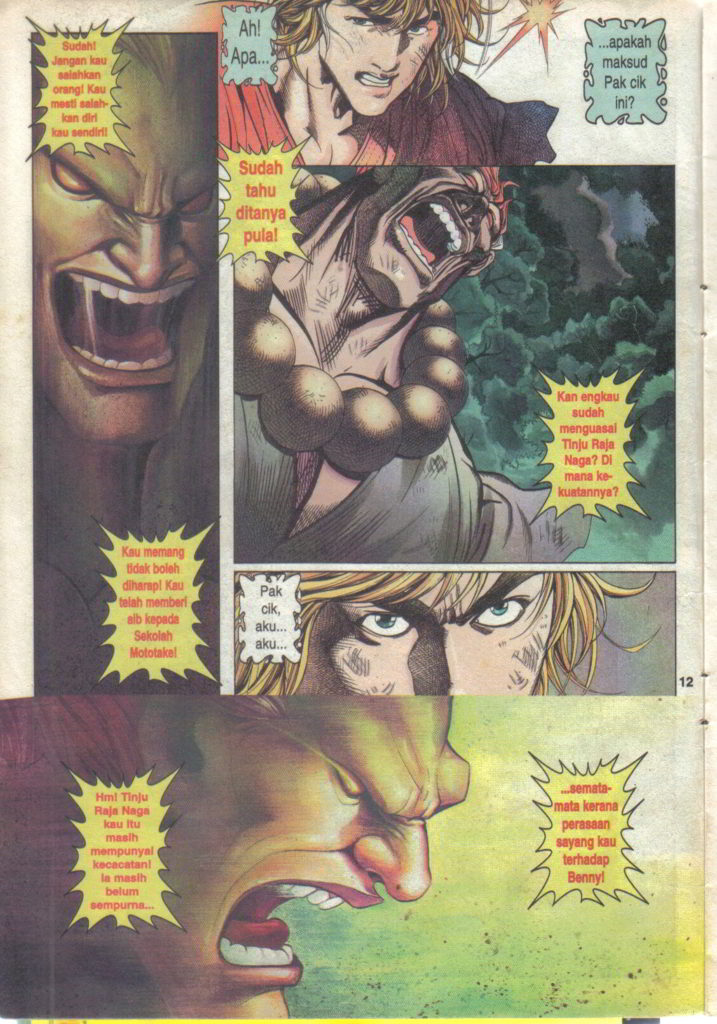 Sudah!
Jangan kau
salahkan
orang! Kau
mesti salah-
kan diri
kau sendiri!
Ah!
Apa...
...apakah
maksud
Pak cik
ini?
Sudah
tahu
ditanya
pula!
Kan engkau
sudah
menguasai
Tinju Raja
Naga? Di
mana ke-
kuatannya?
Kau memang
tidak boleh
diharap! Kau
telah memberi
aib kepada
Sekolah
Mototake!
Pak
cik,
aku...
aku...
12
Hm! Tinju
Raja Naga
kau itu
masih
mempunyai
kecacatan!
Ia masih
belum
sempurna...
...semata-
mata kerana
perasaan
sayang kau
terhadap
Benny!